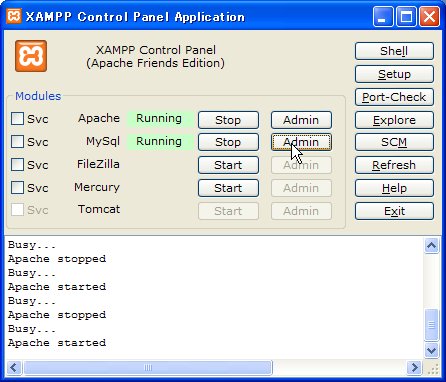 XAMPP Control Panel Application
XAMPP Control Panel
(Apache Friends Edition)
Shell
Setup
Port-Check
Explore
SCM
Refresh
Help
Exit
Modules
Svc Apache Running Stop Admin
Svc MySql Running Stop Admin
Svc FileZilla Start Admin
Svc Mercury Start Admin
Svc Tomcat Start Admin
Busy...
Apache stopped
Busy...
Apache started
Busy...
Apache stopped
Busy...
Apache started